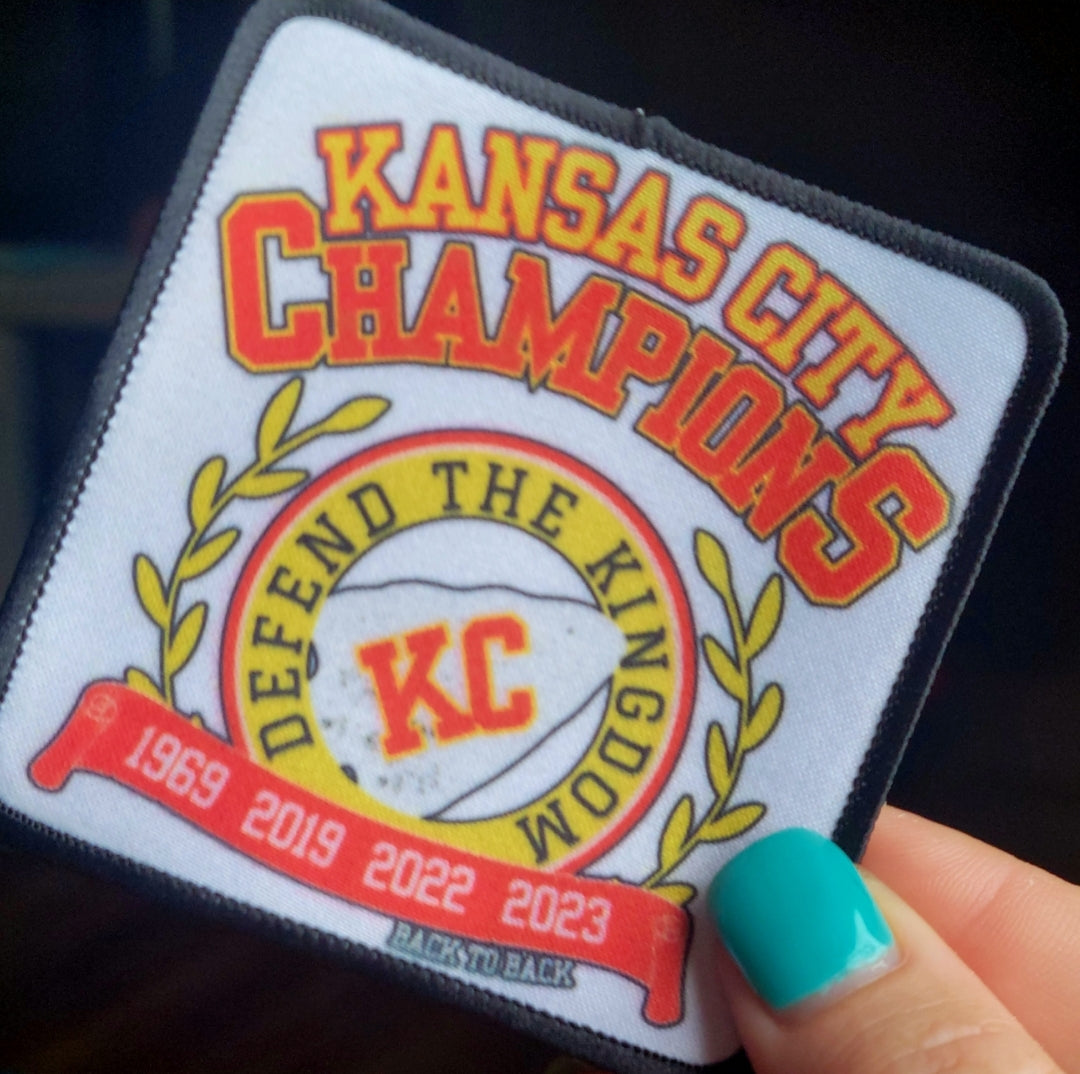 KANSAS CITY
CHAMPIONS
DEFEND THE KINGDOM
KC
1969 2019 2022 2023
BACK TO BACK